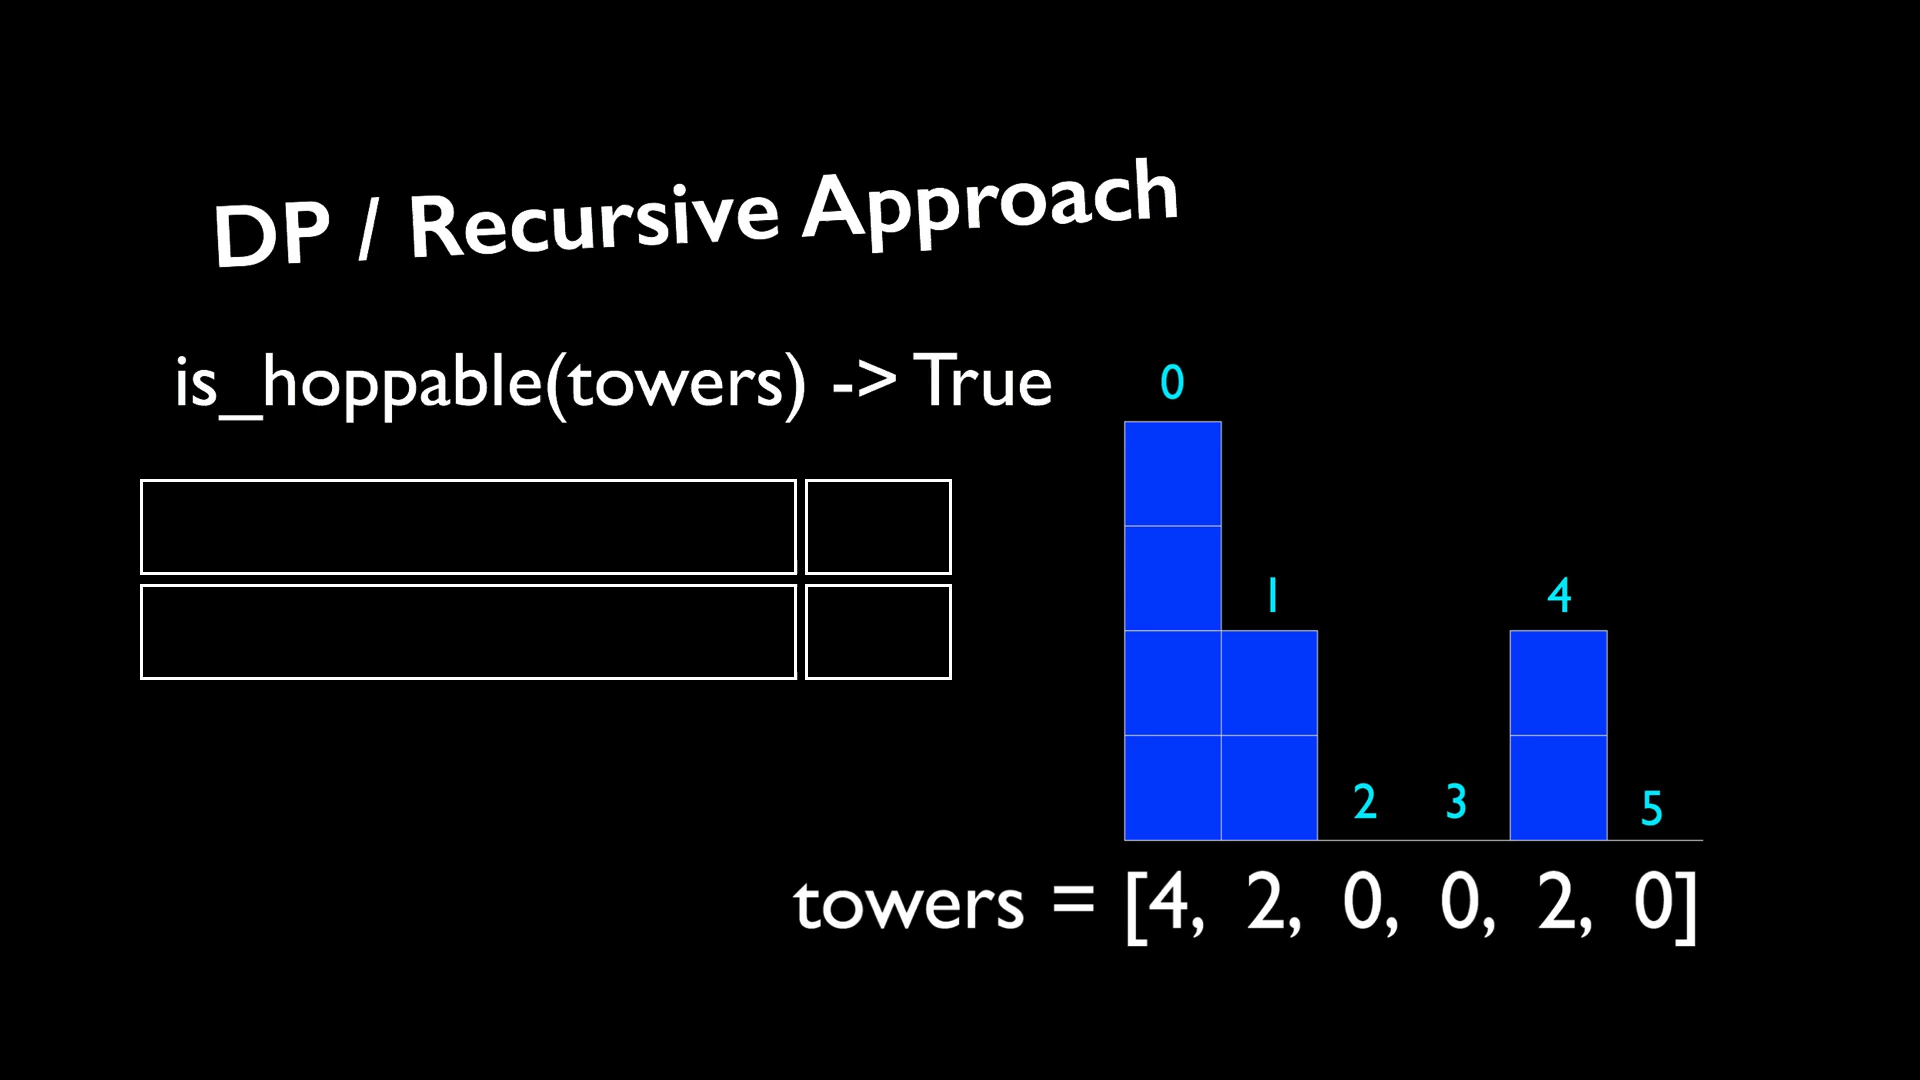 DP / Recursive Approach
is_hoppable(towers) -> True
0
1
4
2
3
5
towers = [4, 2, 0, 0, 2, 0]